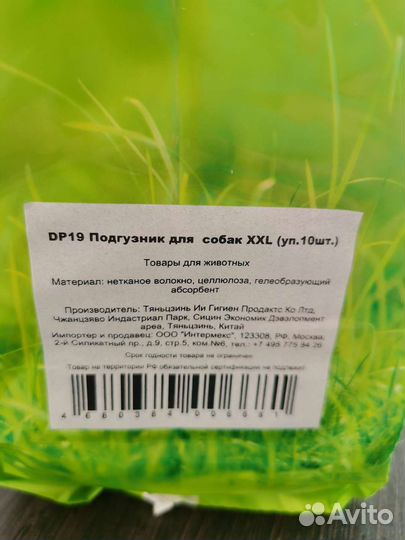 DP19 Подгузник для собак XXL (уп.10шт.)
Товары для животных
Материал: нетканое волокно, целлюлоза, гелеобразующий
абсорбент
Производитель: Тяньцзинь Ии Гигиен Продактс Ко Лтд,
Чжанцзяво Индастриал Парк, Сицин Экономик Дэвэлопмент
ареа, Тяньцзинь, Китай
Импортер и продавец: ООО "Интермекс", 123308, РФ, Москва,
2-й Силикатный пр., д.9, стр.5, ком.№6, тел.: +7 495 775 84 26
Срок годности товара не ограничен
Товар на территории РФ обязательной сертификации не подлежит
Avito